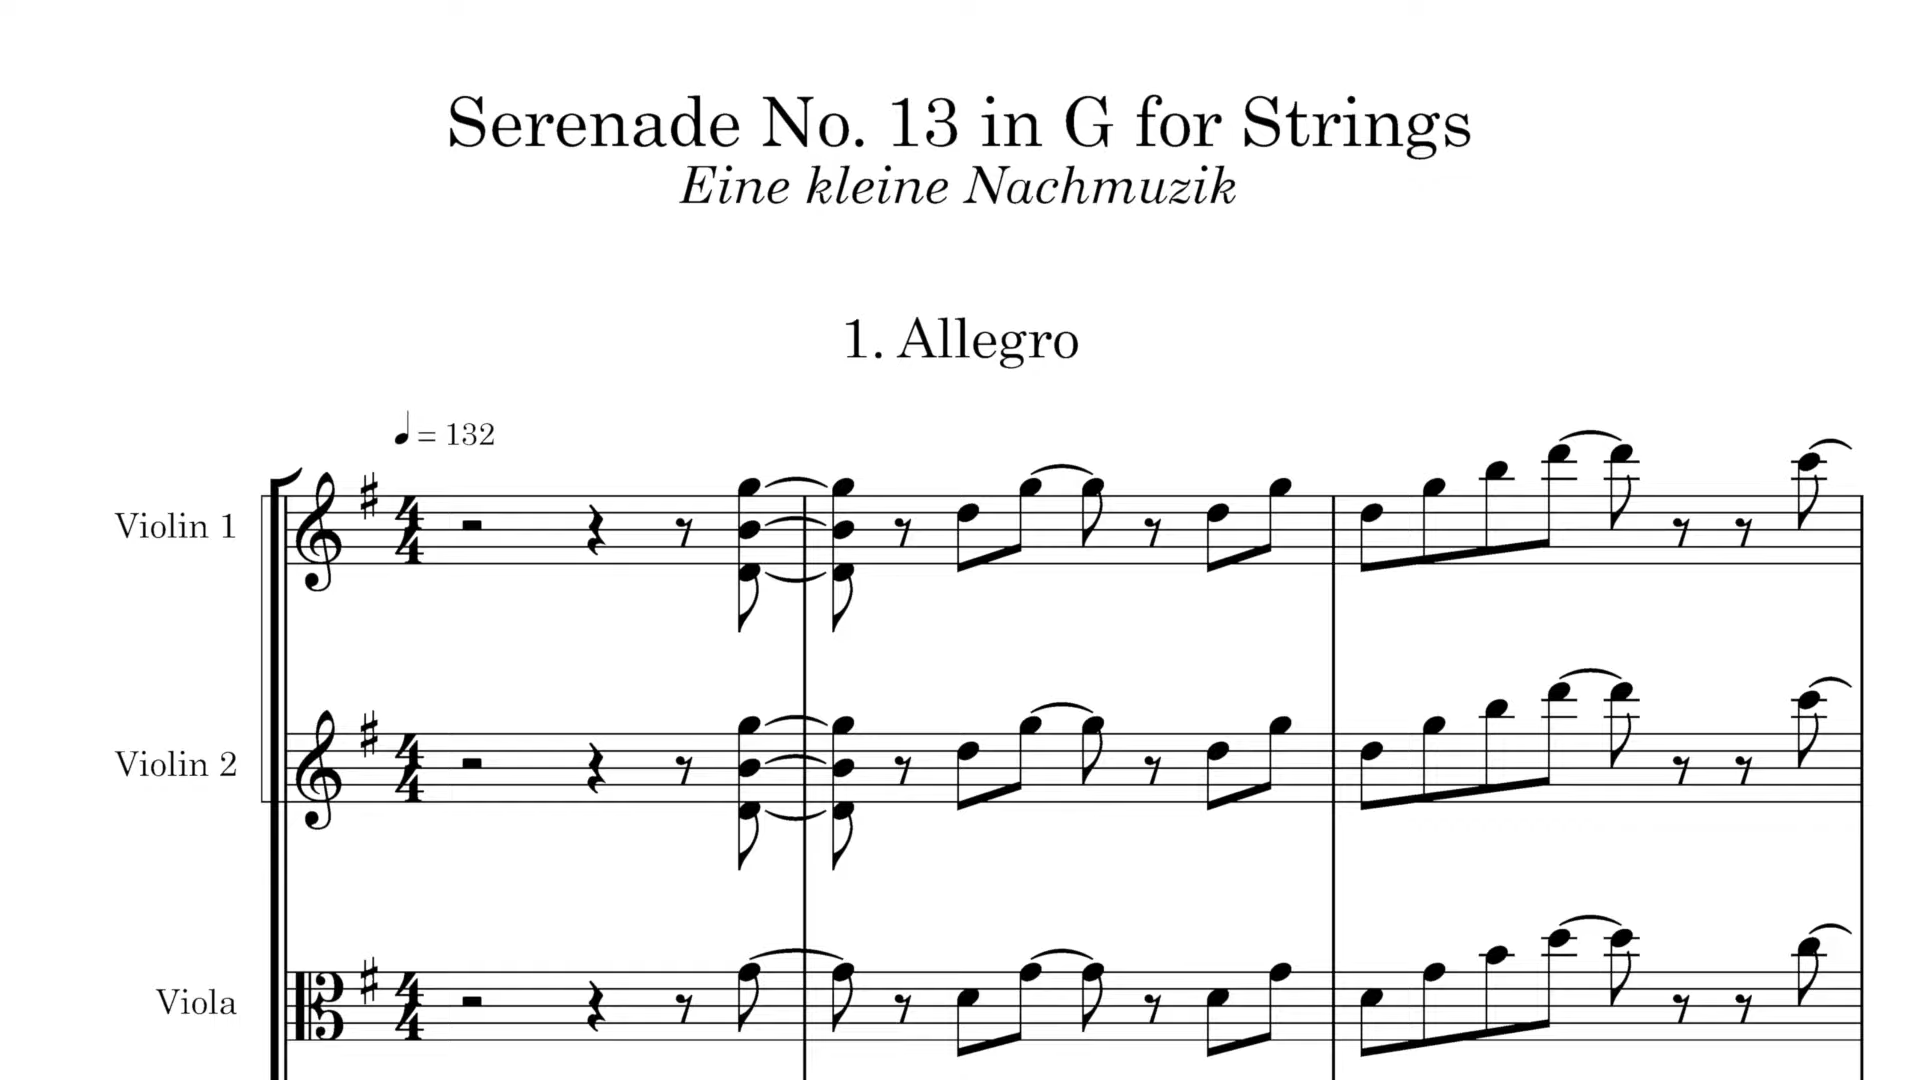 Serenade No. 13 in G for Strings
Eine kleine Nachmuzik
1. Allegro
♩ = 132
Violin 1
Violin 2
Viola